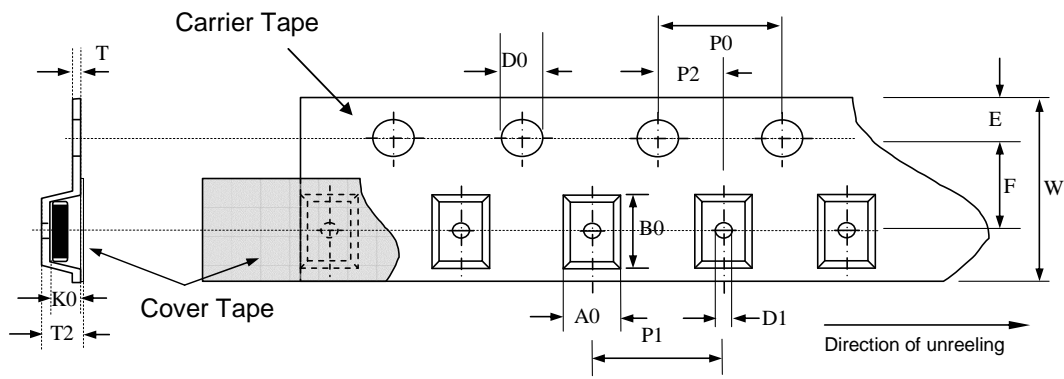 Carrier Tape
T
D0
P0
P2
E
F
W
B0
K0
T2
Cover Tape
A0
P1
D1
Direction of unreeling